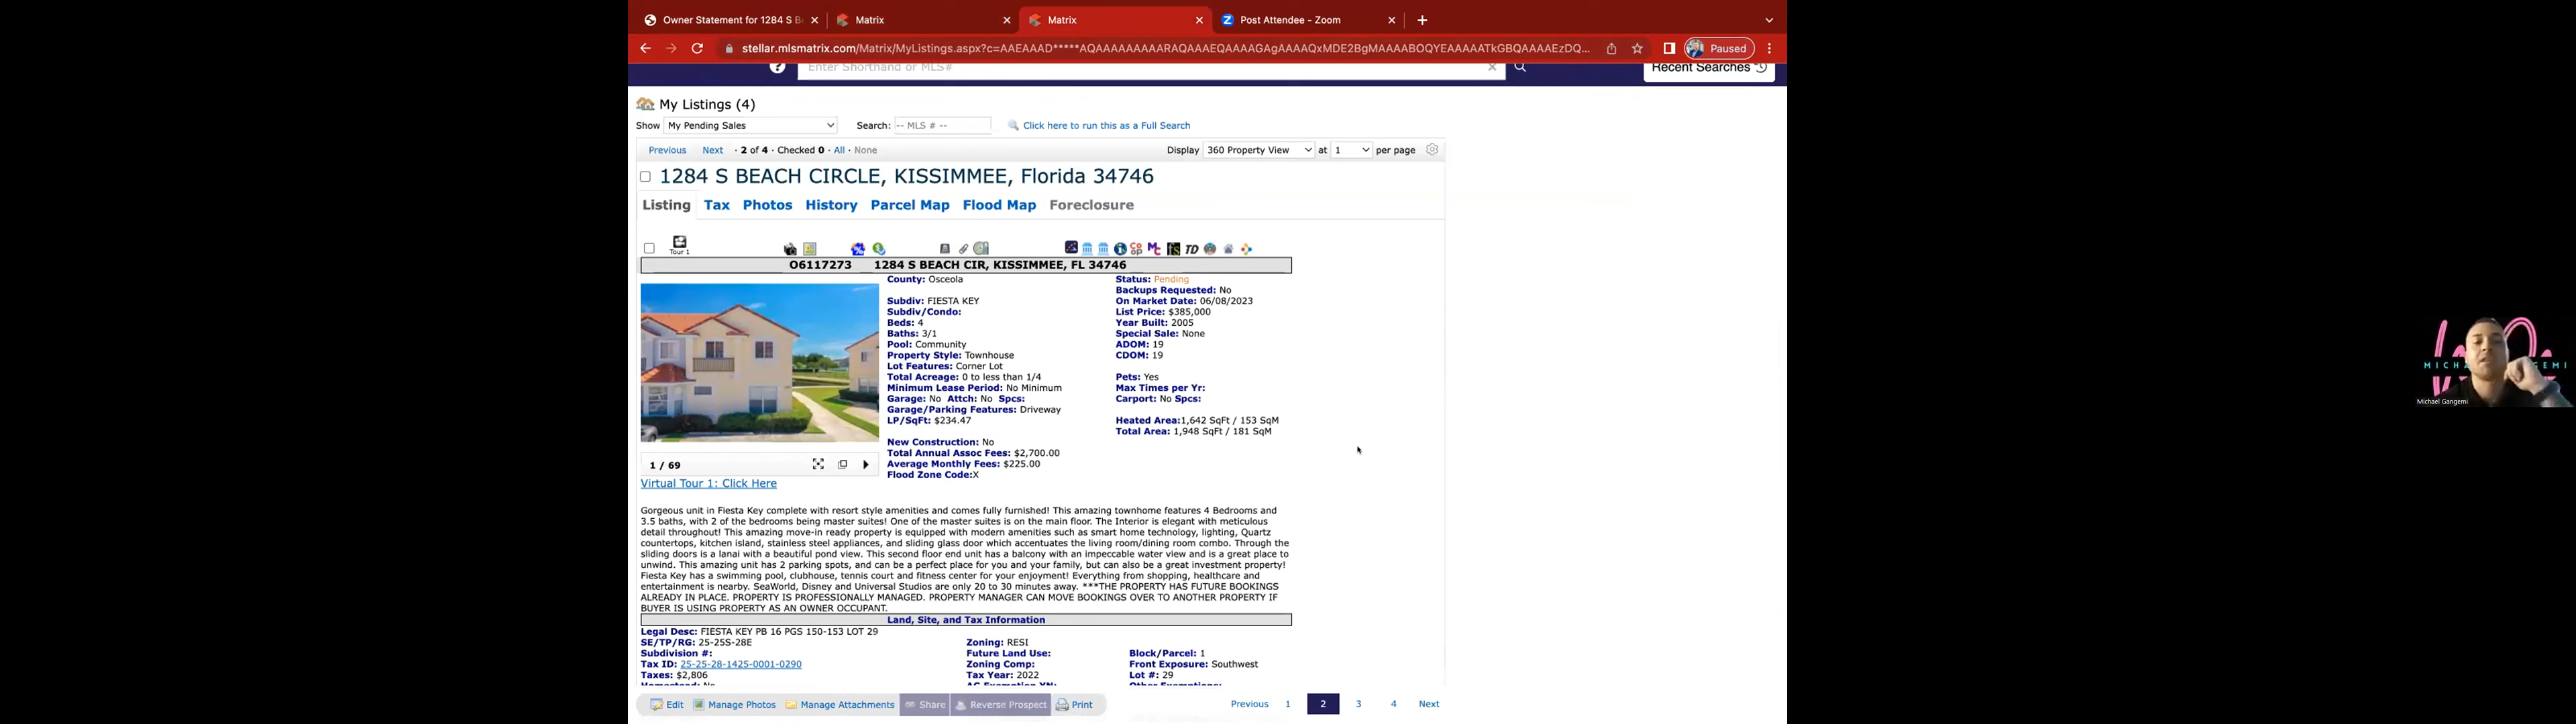 Owner Statement for 1284 S B
Matrix
Matrix
Post Attendee - Zoom
stellar.mlsmatrix.com/Matrix/MyListings.aspx?c=AAEAAAD*****AQAAAAAAAAARAQAAAEQAAAAGAgAAAAQxMDE2BgMAAAABOQYEAAAAATkGBQAAAAEzDQ...
Paused
Enter Shorthand or MLS#
Recent Searches
My Listings (4)
Show My Pending Sales Search: -- MLS # -- Click here to run this as a Full Search
Previous Next · 2 of 4 · Checked 0 · All · None Display 360 Property View at 1 per page
1284 S BEACH CIRCLE, KISSIMMEE, Florida 34746
Listing Tax Photos History Parcel Map Flood Map Foreclosure
Tour 1
O6117273 1284 S BEACH CIR, KISSIMMEE, FL 34746
County: Osceola
Subdiv: FIESTA KEY
Subdiv/Condo:
Beds: 4
Baths: 3/1
Pool: Community
Property Style: Townhouse
Lot Features: Corner Lot
Total Acreage: 0 to less than 1/4
Minimum Lease Period: No Minimum
Garage: No Attch: No Spcs:
Garage/Parking Features: Driveway
LP/SqFt: $234.47
New Construction: No
Total Annual Assoc Fees: $2,700.00
Average Monthly Fees: $225.00
Flood Zone Code:X
Status: Pending
Backups Requested: No
On Market Date: 06/08/2023
List Price: $385,000
Year Built: 2005
Special Sale: None
ADOM: 19
CDOM: 19
Pets: Yes
Max Times per Yr:
Carport: No Spcs:
Heated Area:1,642 SqFt / 153 SqM
Total Area: 1,948 SqFt / 181 SqM
1 / 69
Virtual Tour 1: Click Here
Gorgeous unit in Fiesta Key complete with resort style amenities and comes fully furnished! This amazing townhome features 4 Bedrooms and
3.5 baths, with 2 of the bedrooms being master suites! One of the master suites is on the main floor. The Interior is elegant with meticulous
detail throughout! This amazing move-in ready property is equipped with modern amenities such as smart home technology, lighting, Quartz
countertops, kitchen island, stainless steel appliances, and sliding glass door which accentuates the living room/dining room combo. Through the
sliding doors is a lanai with a beautiful pond view. This second floor end unit has a balcony with an impeccable water view and is a great place to
unwind. This amazing unit has 2 parking spots, and can be a perfect place for you and your family, but can also be a great investment property!
Fiesta Key has a swimming pool, clubhouse, tennis court and fitness center for your enjoyment! Everything from shopping, healthcare and
entertainment is nearby. SeaWorld, Disney and Universal Studios are only 20 to 30 minutes away. ***THE PROPERTY HAS FUTURE BOOKINGS
ALREADY IN PLACE. PROPERTY IS PROFESSIONALLY MANAGED. PROPERTY MANAGER CAN MOVE BOOKINGS OVER TO ANOTHER PROPERTY IF
BUYER IS USING PROPERTY AS AN OWNER OCCUPANT.
Land, Site, and Tax Information
Legal Desc: FIESTA KEY PB 16 PGS 150-153 LOT 29
SE/TP/RG: 25-25S-28E
Subdivision #:
Tax ID: 25-25-28-1425-0001-0290
Taxes: $2,806
Zoning: RESI
Future Land Use:
Zoning Comp:
Tax Year: 2022
Block/Parcel: 1
Front Exposure: Southwest
Lot #: 29
Edit Manage Photos Manage Attachments Share Reverse Prospect Print
Previous 1 2 3 4 Next
Michael Gangemi